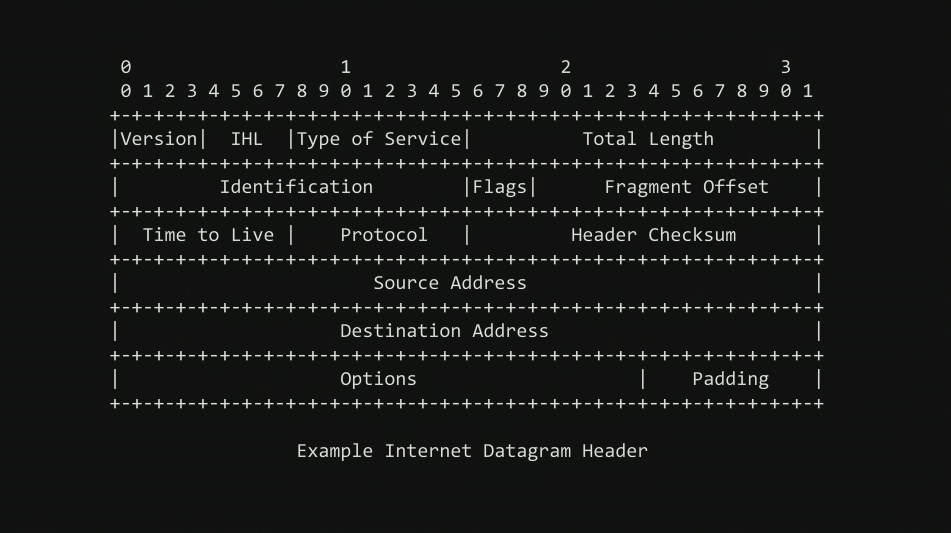 0                   1                   2                   3
 0 1 2 3 4 5 6 7 8 9 0 1 2 3 4 5 6 7 8 9 0 1 2 3 4 5 6 7 8 9 0 1
+-+-+-+-+-+-+-+-+-+-+-+-+-+-+-+-+-+-+-+-+-+-+-+-+-+-+-+-+-+-+-+-+
|Version|  IHL  |Type of Service|          Total Length         |
+-+-+-+-+-+-+-+-+-+-+-+-+-+-+-+-+-+-+-+-+-+-+-+-+-+-+-+-+-+-+-+-+
|         Identification        |Flags|      Fragment Offset    |
+-+-+-+-+-+-+-+-+-+-+-+-+-+-+-+-+-+-+-+-+-+-+-+-+-+-+-+-+-+-+-+-+
|  Time to Live |    Protocol   |         Header Checksum       |
+-+-+-+-+-+-+-+-+-+-+-+-+-+-+-+-+-+-+-+-+-+-+-+-+-+-+-+-+-+-+-+-+
|                       Source Address                          |
+-+-+-+-+-+-+-+-+-+-+-+-+-+-+-+-+-+-+-+-+-+-+-+-+-+-+-+-+-+-+-+-+
|                    Destination Address                        |
+-+-+-+-+-+-+-+-+-+-+-+-+-+-+-+-+-+-+-+-+-+-+-+-+-+-+-+-+-+-+-+-+
|                    Options                    |    Padding    |
+-+-+-+-+-+-+-+-+-+-+-+-+-+-+-+-+-+-+-+-+-+-+-+-+-+-+-+-+-+-+-+-+
                 Example Internet Datagram Header